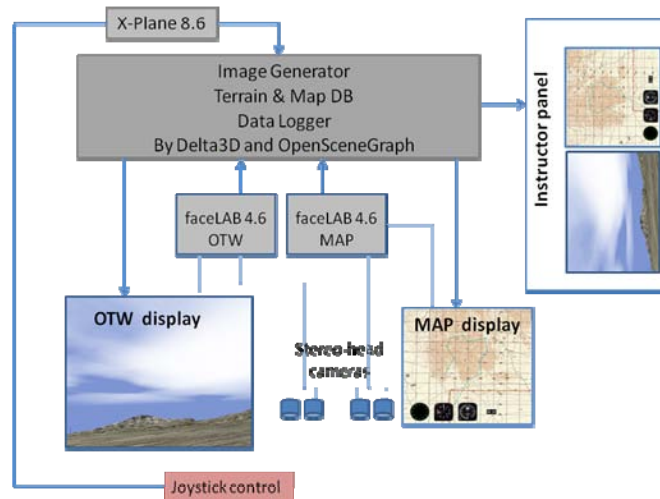 X-Plane 8.6
Image Generator
Terrain & Map DB
Data Logger
By Delta3D and OpenSceneGraph
Instructor panel
faceLAB 4.6
OTW
faceLAB 4.6
MAP
OTW display
MAP display
Stereo-head
cameras
Joystick control